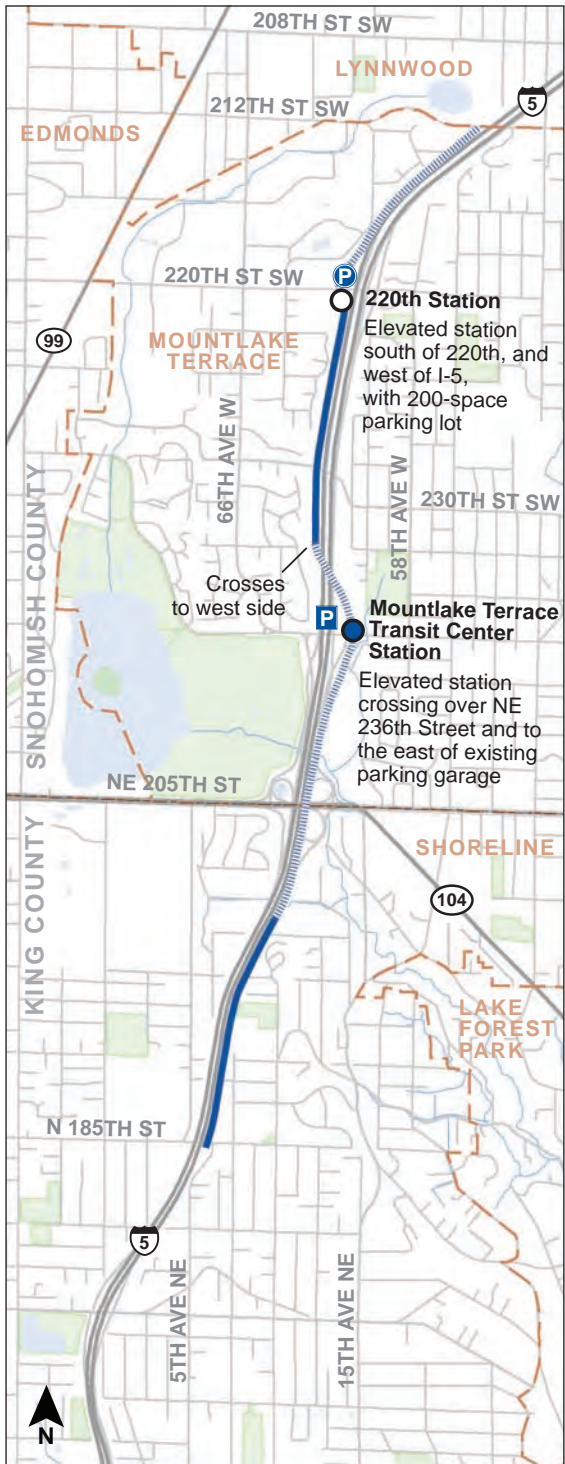 208TH ST SW
LYNNWOOD
5
212TH ST SW
EDMONDS
220TH ST SW
P
220th Station
Elevated station
south of 220th, and
west of I-5,
with 200-space
parking lot
99
MOUNTLAKE
TERRACE
66TH AVE W
58TH AVE W
230TH ST SW
SNOHOMISH COUNTY
Crosses
to west side
P
Mountlake Terrace
Transit Center
Station
Elevated station
crossing over NE
236th Street and to
the east of existing
parking garage
NE 205TH ST
KING COUNTY
SHORELINE
104
LAKE
FOREST
PARK
N 185TH ST
5
5TH AVE NE
15TH AVE NE
N